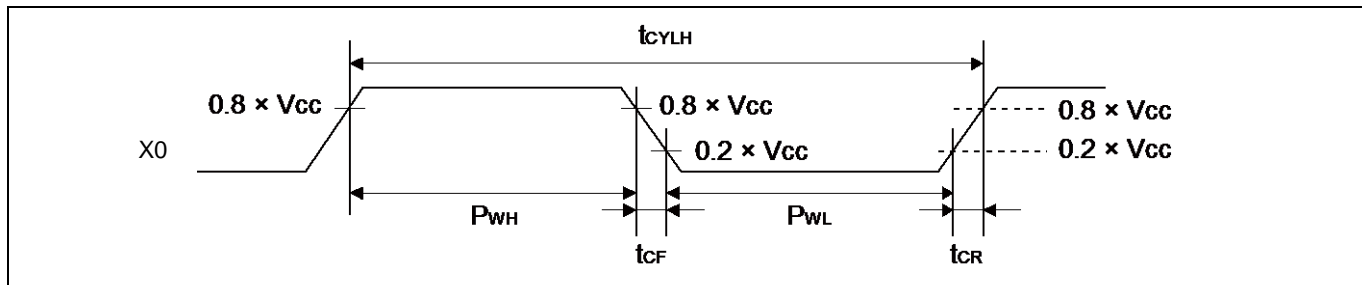 tCYLH
0.8 × Vcc
0.8 × Vcc
0.8 × Vcc
X0
0.2 × Vcc
0.2 × Vcc
PWH
PWL
tCF
tCR